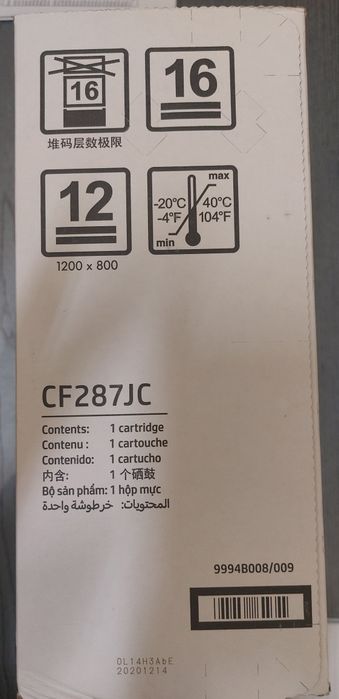 16
16
堆码层数极限
12
1200 x 800
max
-20°C 40°C
-4°F 104°F
min
CF287JC
Contents: 1 cartridge
Contenu : 1 cartouche
Contenido: 1 cartucho
内含: 1 个硒鼓
Bộ sản phẩm: 1 hộp mực
المحتويات: خرطوشة واحدة
9994B008/009
0L14H3AbE
20201214